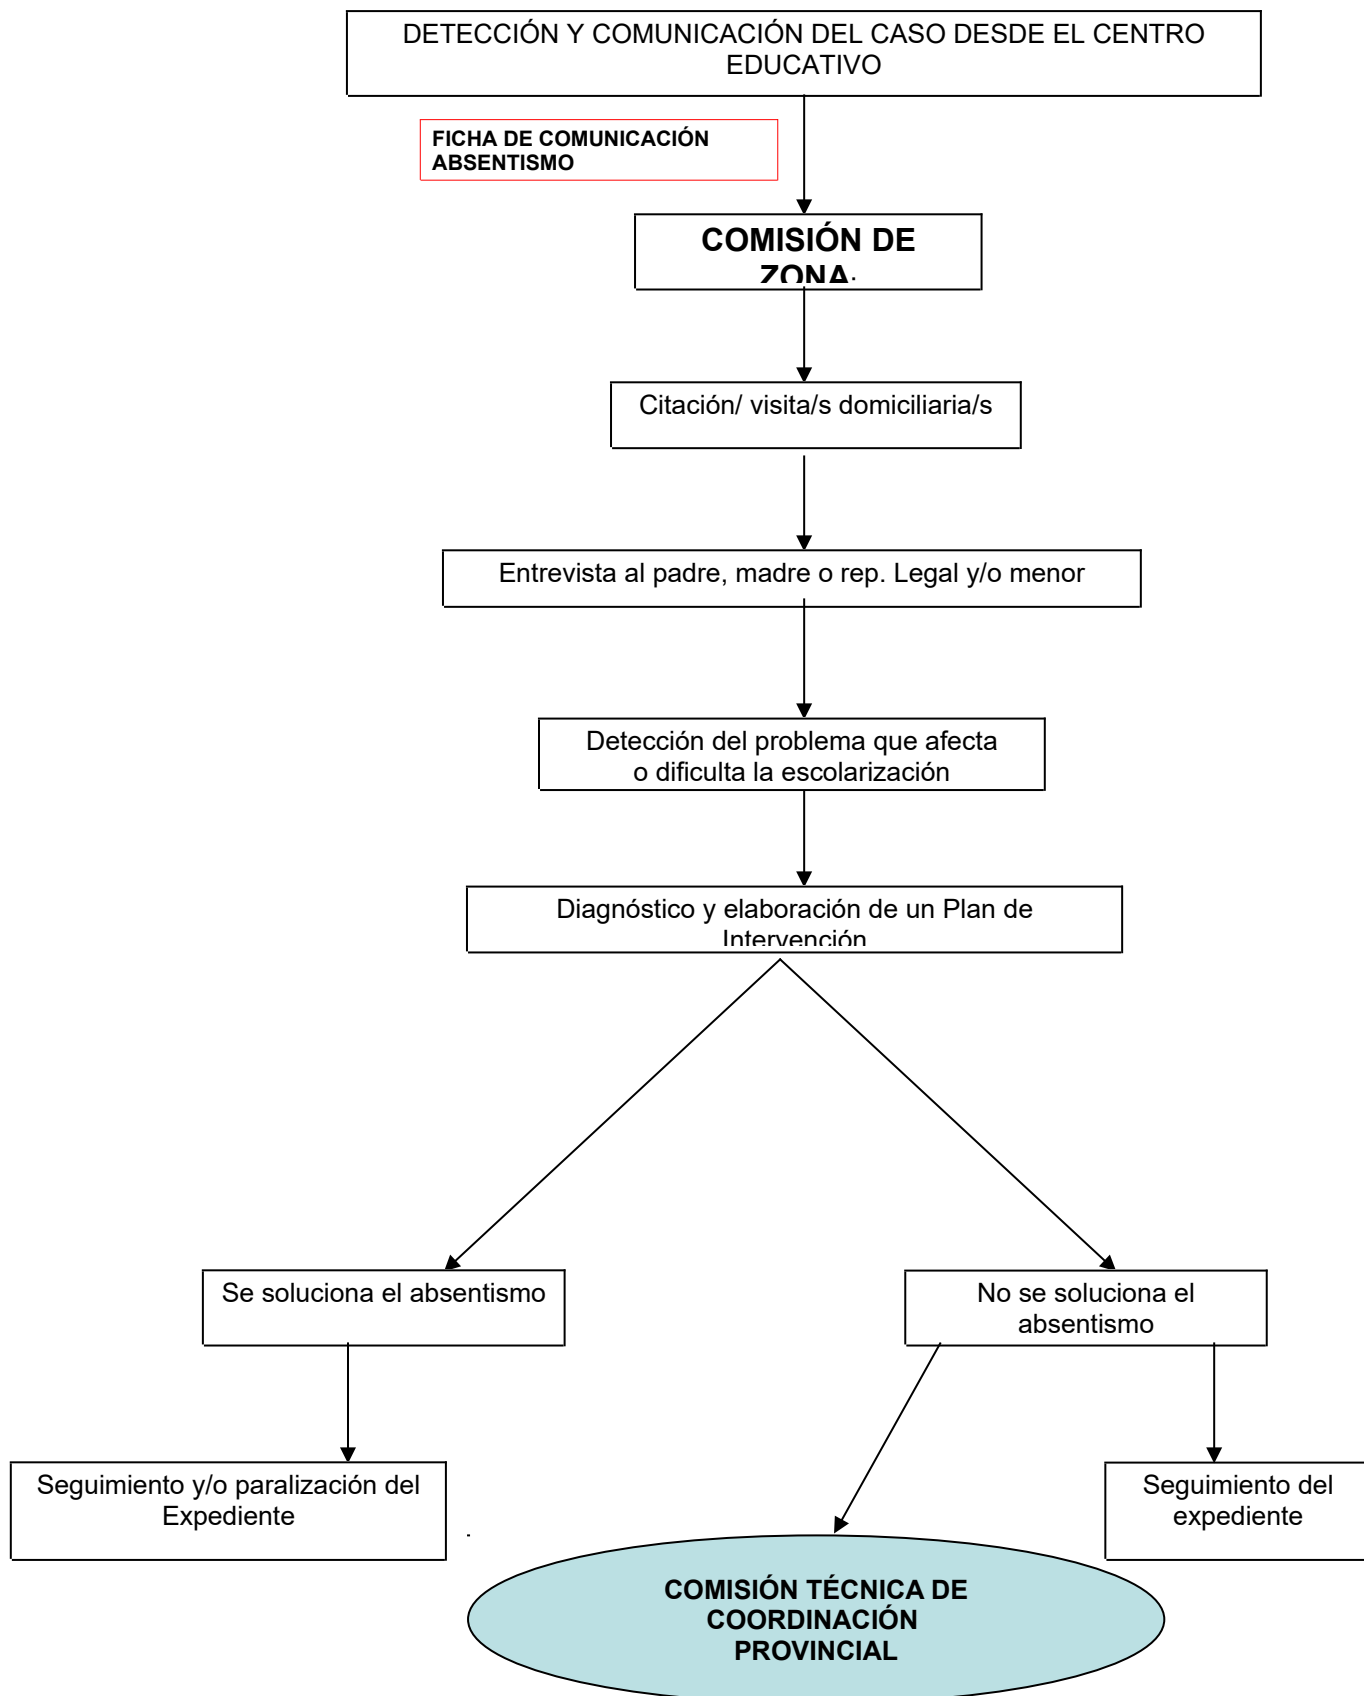 DETECCIÓN Y COMUNICACIÓN DEL CASO DESDE EL CENTRO
EDUCATIVO
FICHA DE COMUNICACIÓN
ABSENTISMO
COMISIÓN DE
ZONA.
Citación/ visita/s domiciliaria/s
Entrevista al padre, madre o rep. Legal y/o menor
Detección del problema que afecta
o dificulta la escolarización
Diagnóstico y elaboración de un Plan de
Intervención
Se soluciona el absentismo
No se soluciona el
absentismo
Seguimiento y/o paralización del
Expediente
Seguimiento del
expediente
COMISIÓN TÉCNICA DE
COORDINACIÓN
PROVINCIAL